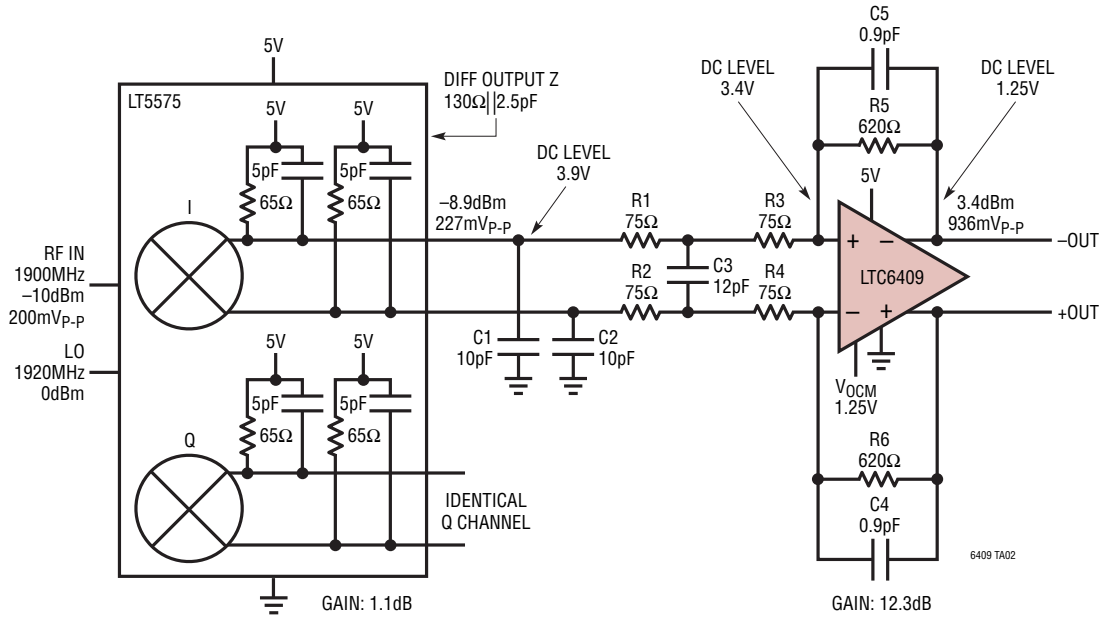 LT5575
5V
5V
5V
5pF
65Ω
5pF
65Ω
I
RF IN
1900MHz
–10dBm
200mVP-P
LO
1920MHz
0dBm
5V
5V
5pF
65Ω
5pF
65Ω
Q
IDENTICAL
Q CHANNEL
GAIN: 1.1dB
DIFF OUTPUT Z
130Ω||2.5pF
–8.9dBm
227mVP-P
DC LEVEL
3.9V
C1
10pF
C2
10pF
R1
75Ω
R2
75Ω
C3
12pF
R3
75Ω
R4
75Ω
DC LEVEL
3.4V
C5
0.9pF
R5
620Ω
DC LEVEL
1.25V
5V
3.4dBm
936mVP-P
–OUT
+ –
LTC6409
– +
+OUT
VOCM
1.25V
R6
620Ω
C4
0.9pF
6409 TA02
GAIN: 12.3dB